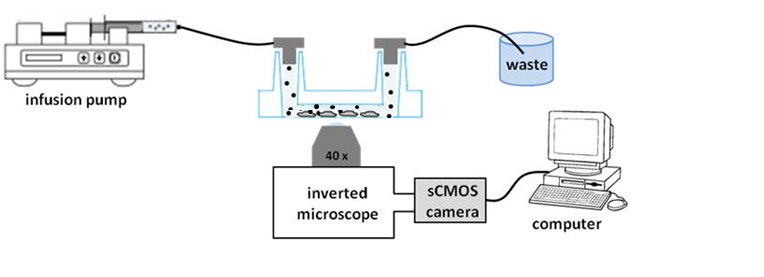 waste
infusion pump
40 x
inverted
microscope
sCMOS
camera
computer